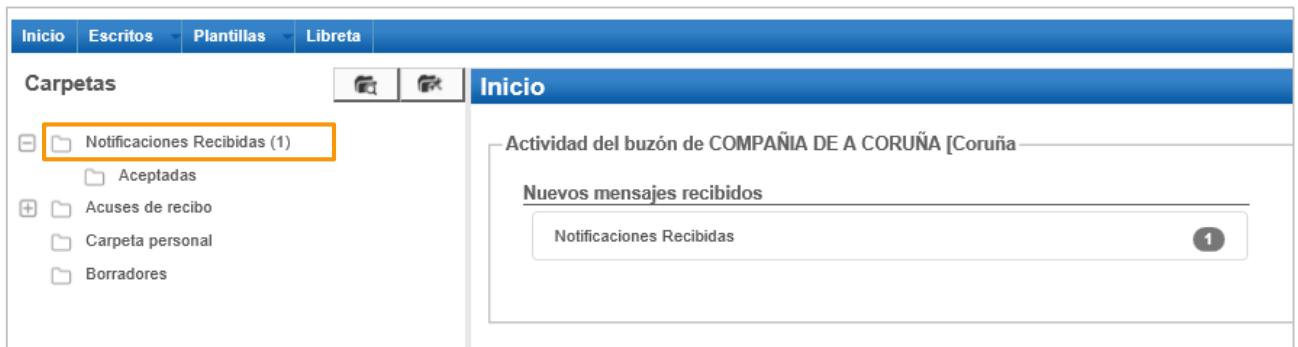 Inicio Escritos Plantillas Libreta
Carpetas
Notificaciones Recibidas (1)
Aceptadas
Acuses de recibo
Carpeta personal
Borradores
Inicio
Actividad del buzón de COMPAÑIA DE A CORUÑA [Coruña
Nuevos mensajes recibidos
Notificaciones Recibidas 1